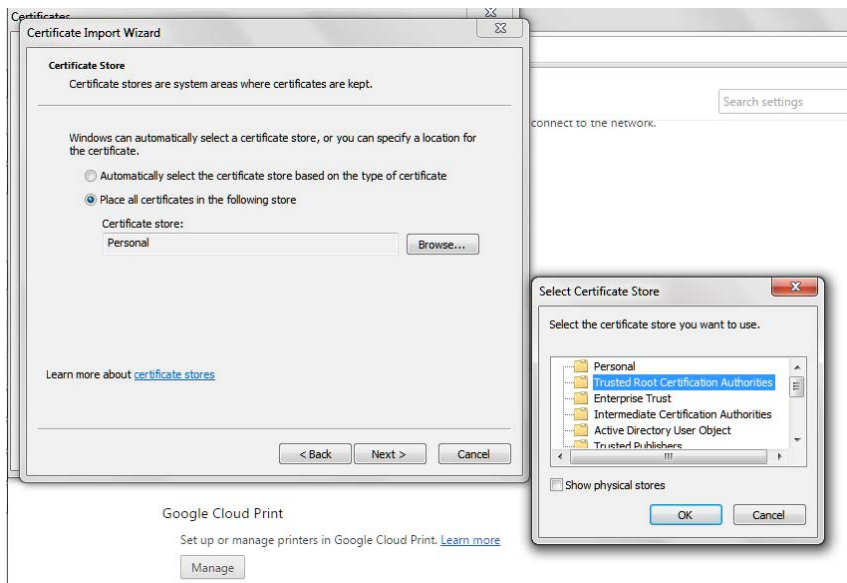 Certificates
Certificate Import Wizard
Certificate Store
Certificate stores are system areas where certificates are kept.
Search settings
connect to the network.
Windows can automatically select a certificate store, or you can specify a location for
the certificate.
Automatically select the certificate store based on the type of certificate
Place all certificates in the following store
Certificate store:
Personal
Browse...
Learn more about certificate stores
< Back
Next >
Cancel
Select Certificate Store
Select the certificate store you want to use.
Personal
Trusted Root Certification Authorities
Enterprise Trust
Intermediate Certification Authorities
Active Directory User Object
Trusted Publishers
Show physical stores
OK
Cancel
Google Cloud Print
Set up or manage printers in Google Cloud Print. Learn more
Manage